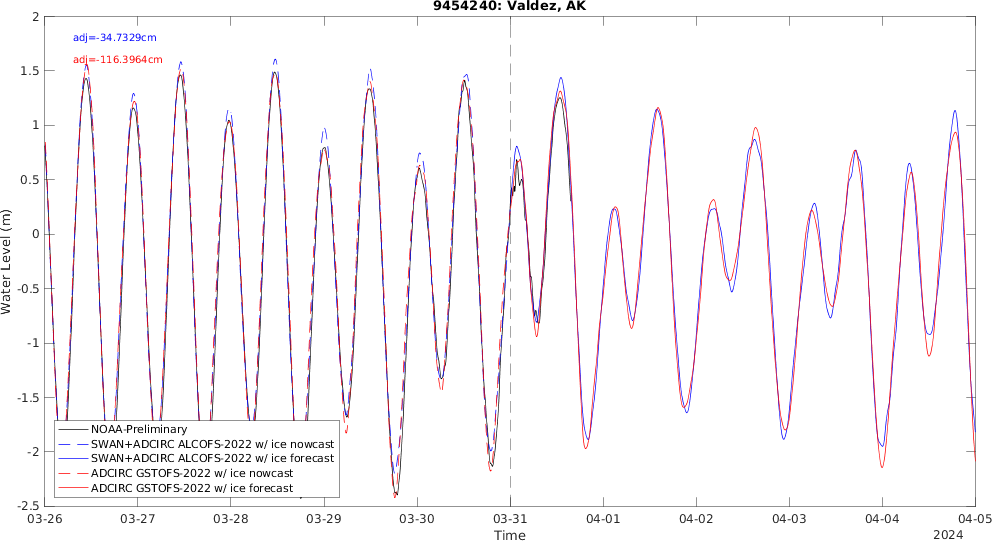 9454240: Valdez, AK
adj=-34.7329cm
adj=-116.3964cm
2
1.5
1
0.5
0
-0.5
-1
-1.5
-2
-2.5
Water Level (m)
NOAA-Preliminary
SWAN+ADCIRC ALCOFS-2022 w/ ice nowcast
SWAN+ADCIRC ALCOFS-2022 w/ ice forecast
ADCIRC GSTOFS-2022 w/ ice nowcast
ADCIRC GSTOFS-2022 w/ ice forecast
03-26 03-27 03-28 03-29 03-30 03-31 04-01 04-02 04-03 04-04 04-05
Time
2024